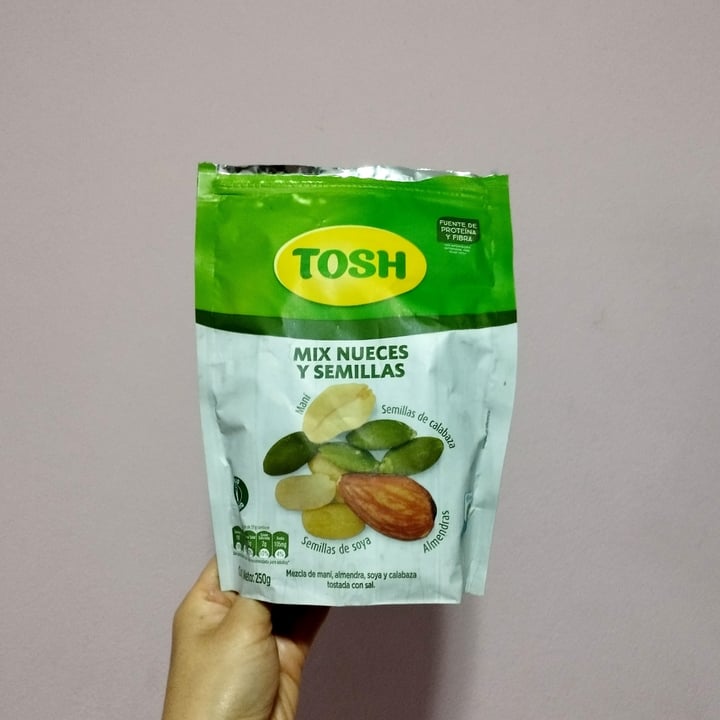 TOSH
FUENTE DE
PROTEÍNA
Y FIBRA
MIX NUECES
Y SEMILLAS
Maní
Semillas de calabaza
Almendras
Semillas de soya
Neto: 250g
Mezcla de maní, almendra, soya y calabaza
tostada con sal.